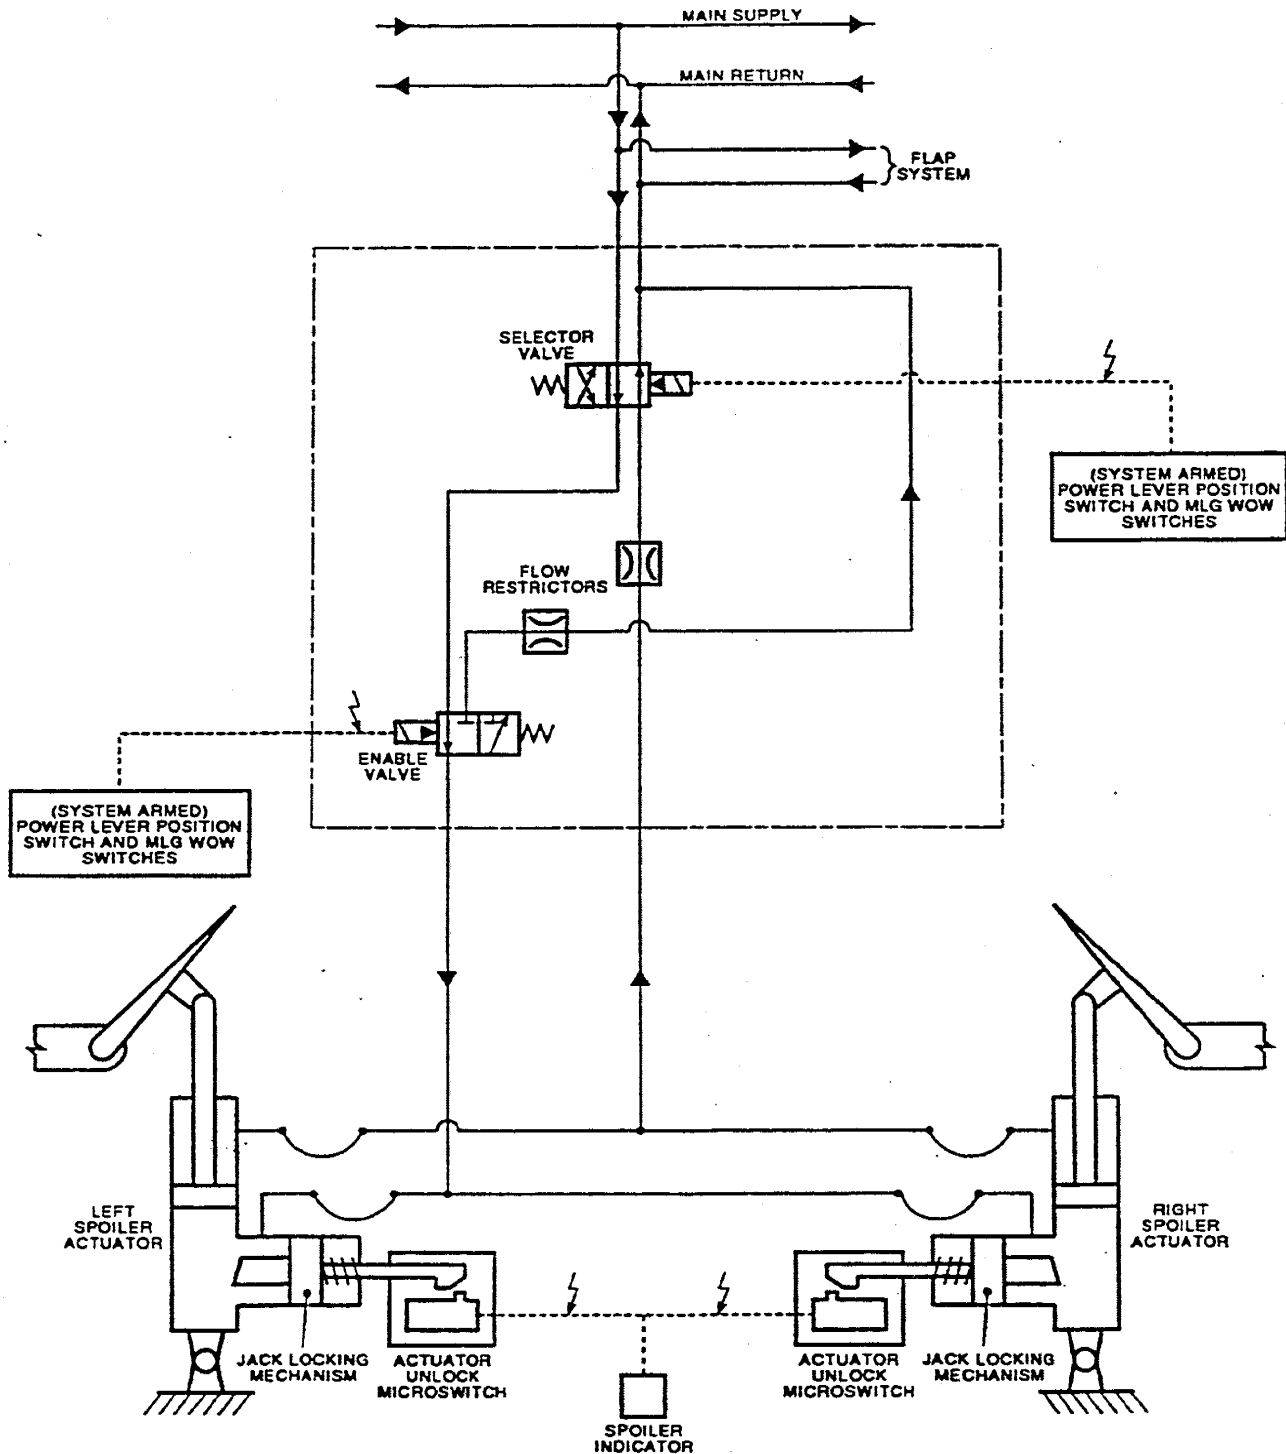 MAIN SUPPLY
MAIN RETURN
FLAP
SYSTEM
SELECTOR
VALVE
(SYSTEM ARMED)
POWER LEVER POSITION
SWITCH AND MLG WOW
SWITCHES
FLOW
RESTRICTORS
ENABLE
VALVE
(SYSTEM ARMED)
POWER LEVER POSITION
SWITCH AND MLG WOW
SWITCHES
LEFT
SPOILER
ACTUATOR
RIGHT
SPOILER
ACTUATOR
JACK LOCKING
MECHANISM
ACTUATOR
UNLOCK
MICROSWITCH
ACTUATOR
UNLOCK
MICROSWITCH
JACK LOCKING
MECHANISM
SPOILER
INDICATOR